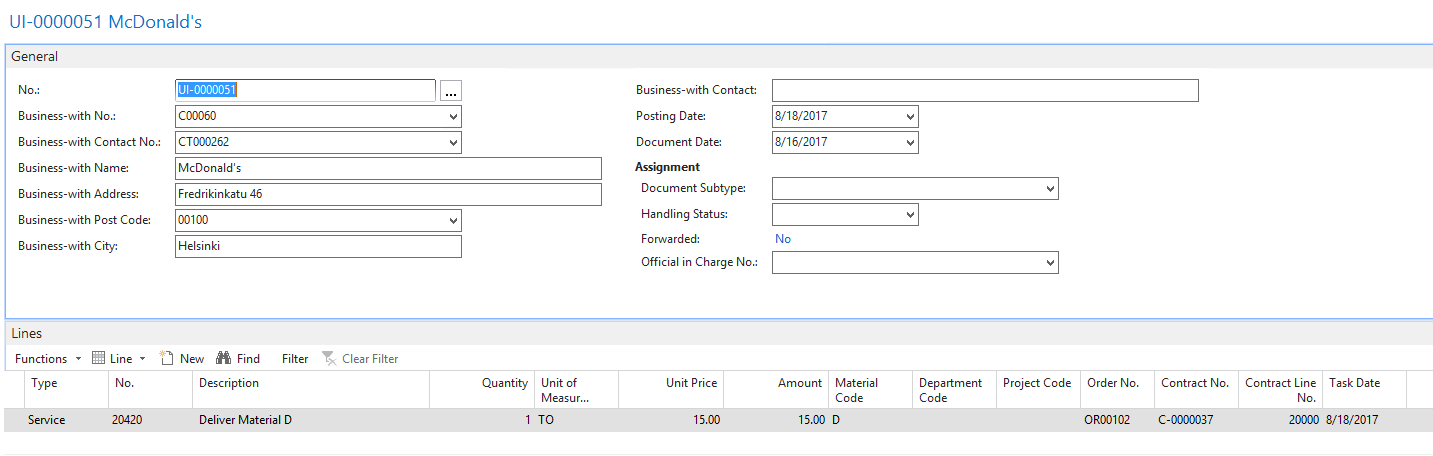 UI-0000051 McDonald's
General
No.: UI-0000051 ...
Business-with No.: C00060
Business-with Contact No.: CT000262
Business-with Name: McDonald's
Business-with Address: Fredrikinkatu 46
Business-with Post Code: 00100
Business-with City: Helsinki
Business-with Contact:
Posting Date: 8/18/2017
Document Date: 8/16/2017
Assignment
Document Subtype:
Handling Status:
Forwarded: No
Official in Charge No.:
Lines
Functions Line New Find Filter Clear Filter
Type No. Description Quantity Unit of Measur... Unit Price Amount Material Code Department Code Project Code Order No. Contract No. Contract Line No. Task Date
Service 20420 Deliver Material D 1 TO 15.00 15.00 D OR00102 C-0000037 20000 8/18/2017